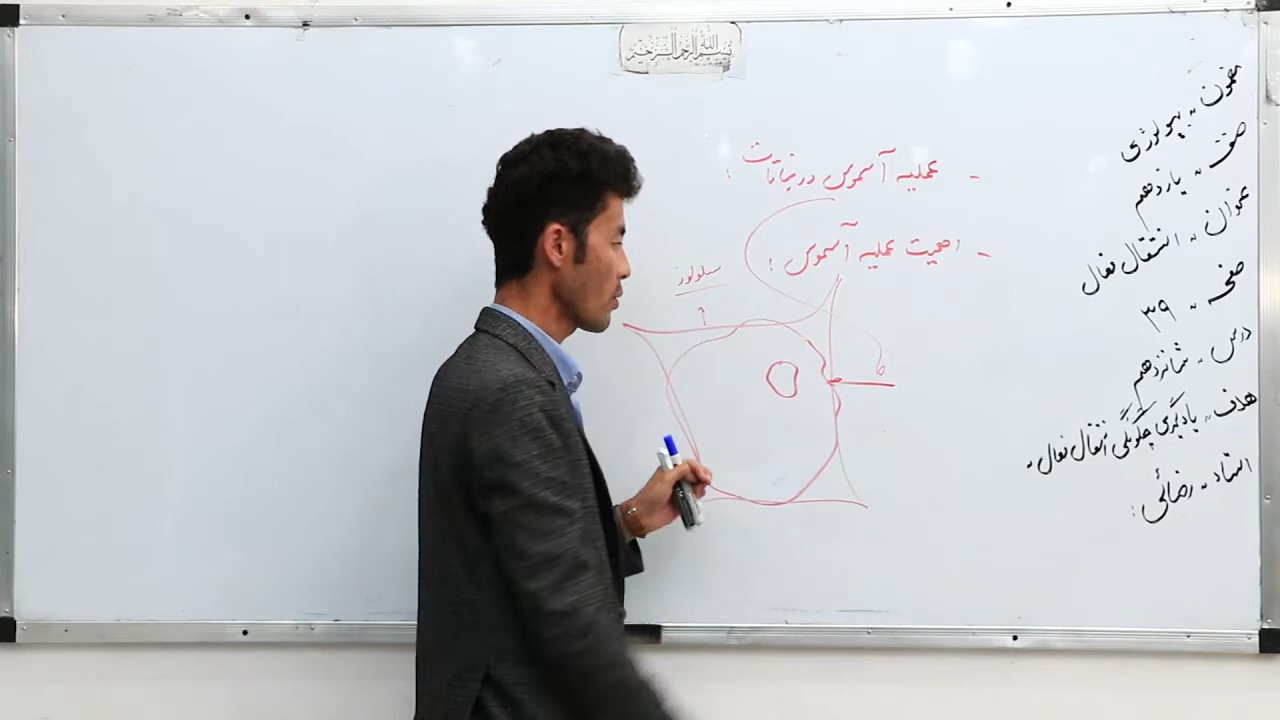 بسم الله الرحمن الرحیم
مضمون :- بیولوژی
صنف :- یازدهم
عنوان :- انتقال فعال
صفحه :- ۳۹
درس :- شانزدهم
هدف :- یادگیری چگونگی انتقال فعال .
استاد :- رضائی :
- عملیه آسموس در نباتات :
- اهمیت عملیه آسموس :
سلولوز